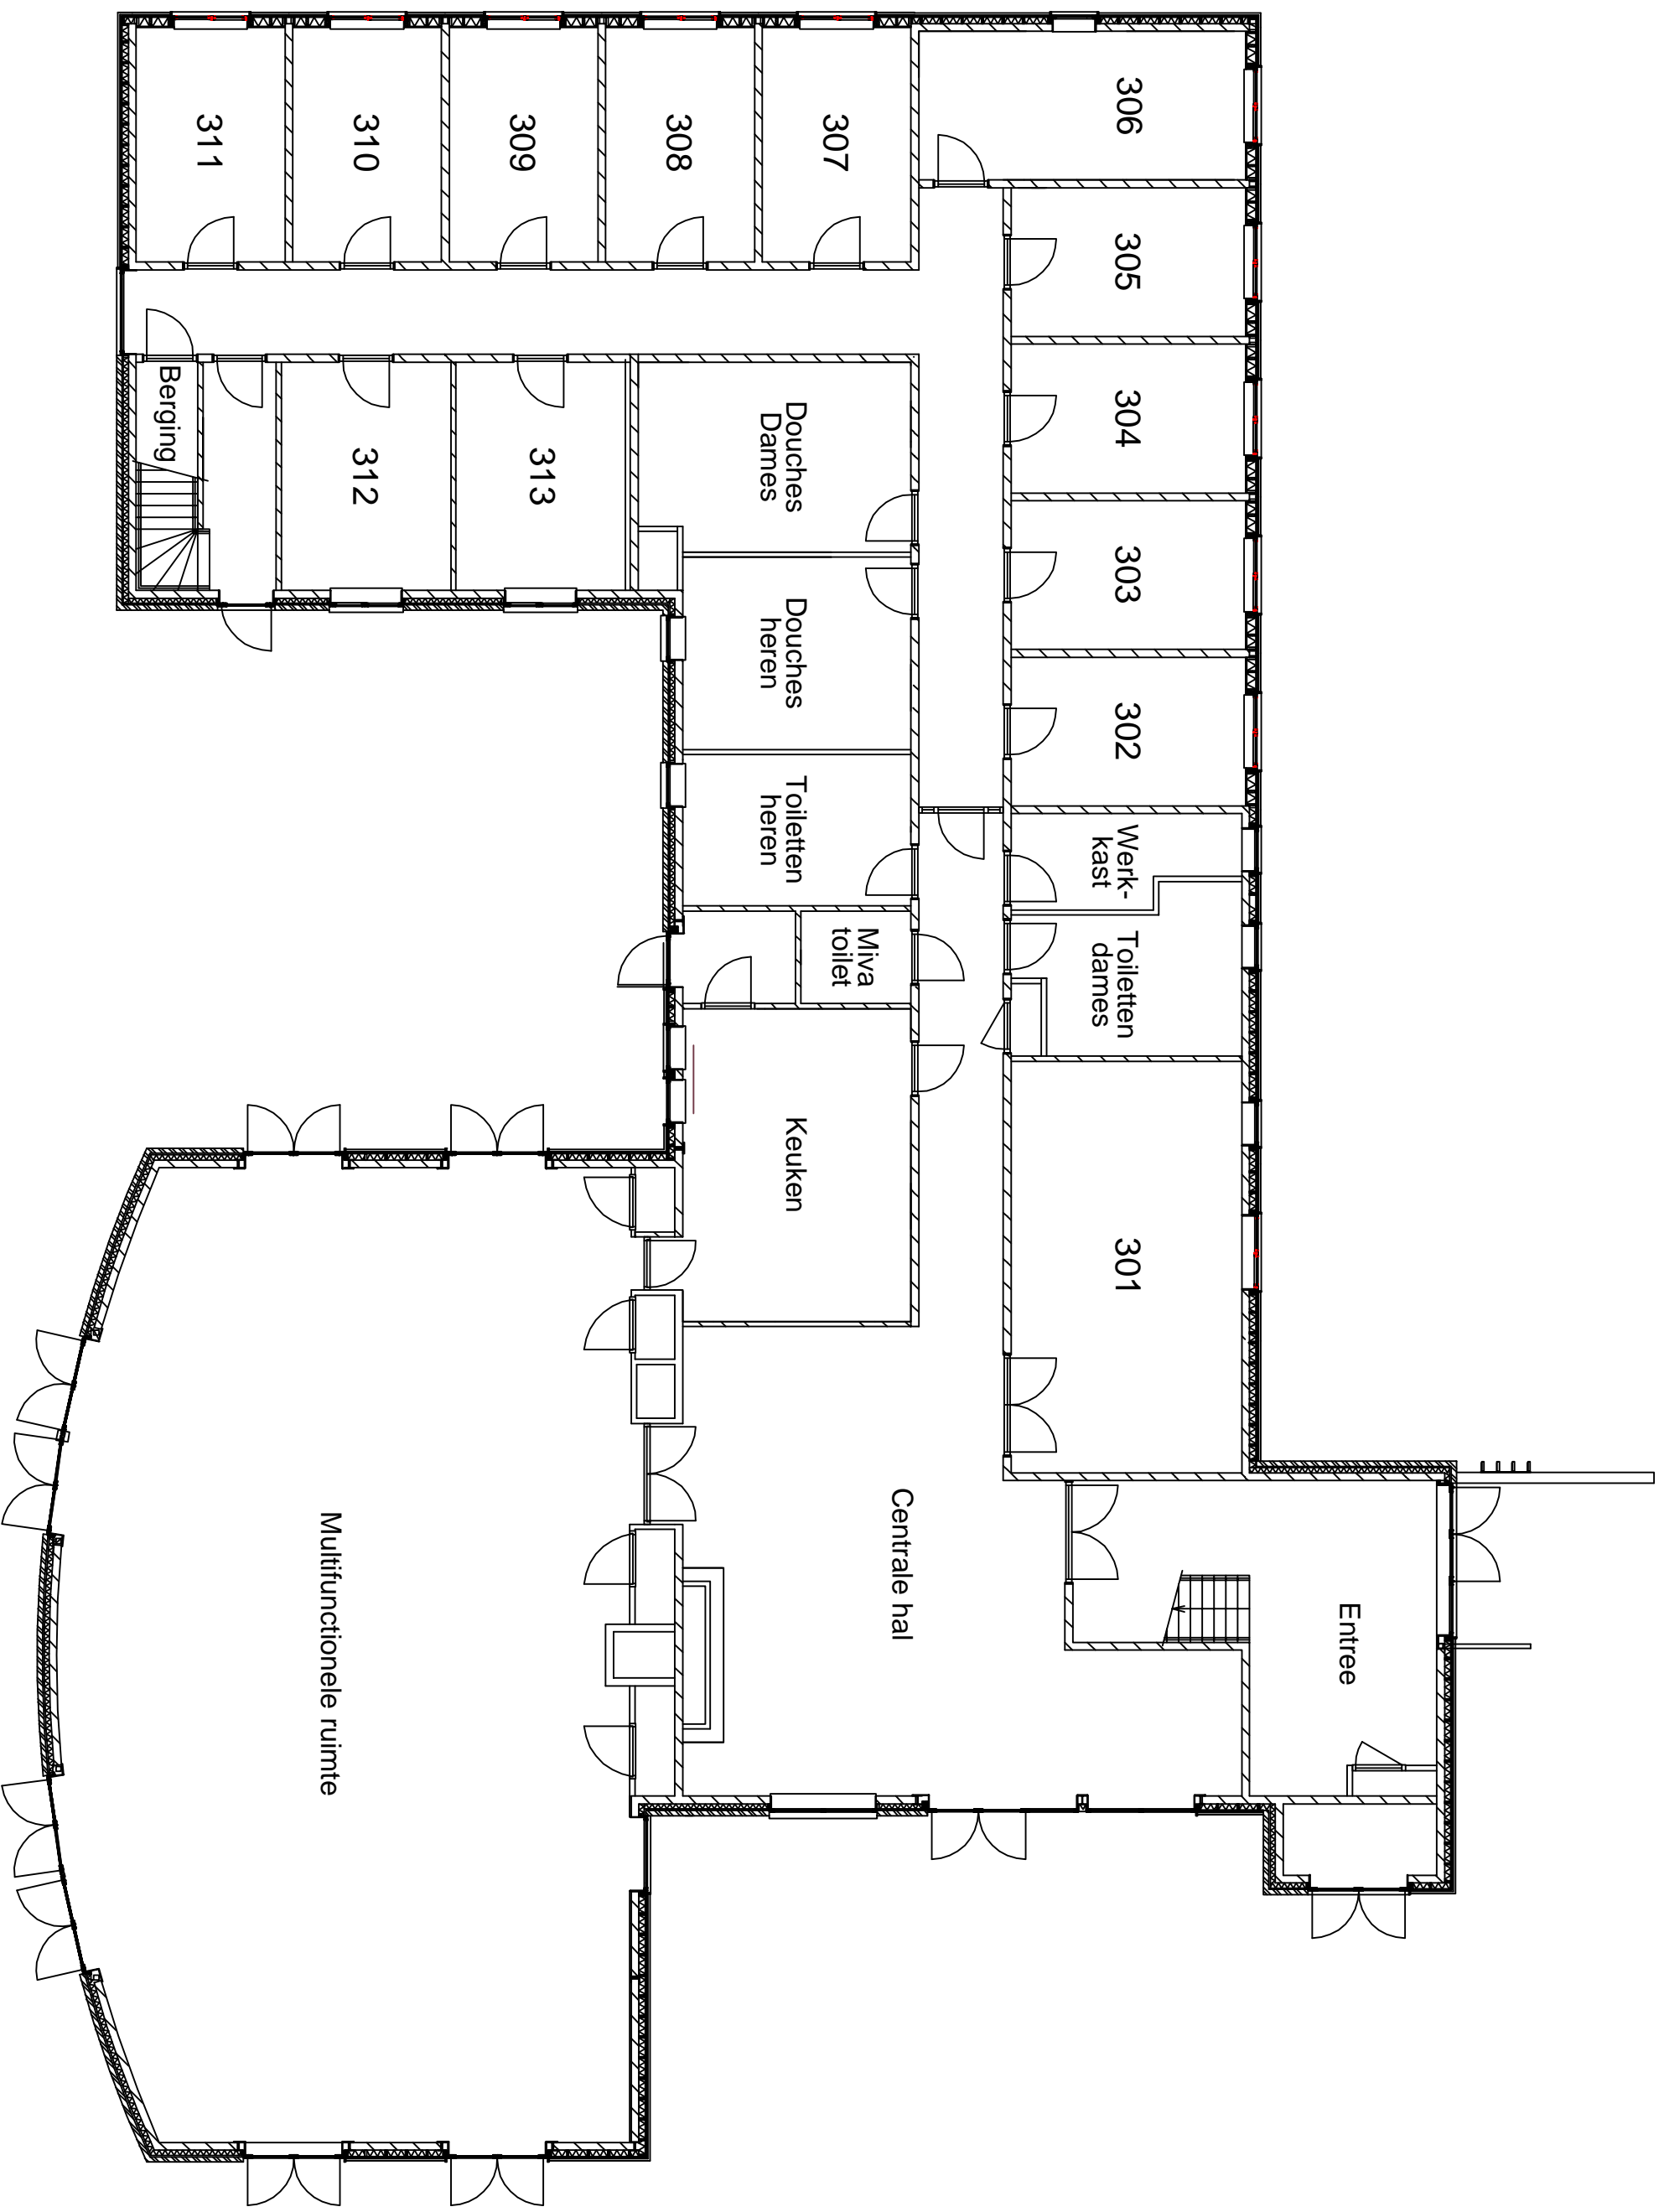 311
310
309
308
307
306
305
304
303
302
301
312
313
Berging
Douches
Dames
Douches
heren
Toiletten
heren
Miva
toilet
Werk-
kast
Toiletten
dames
Keuken
Centrale hal
Entree
Multifunctionele ruimte